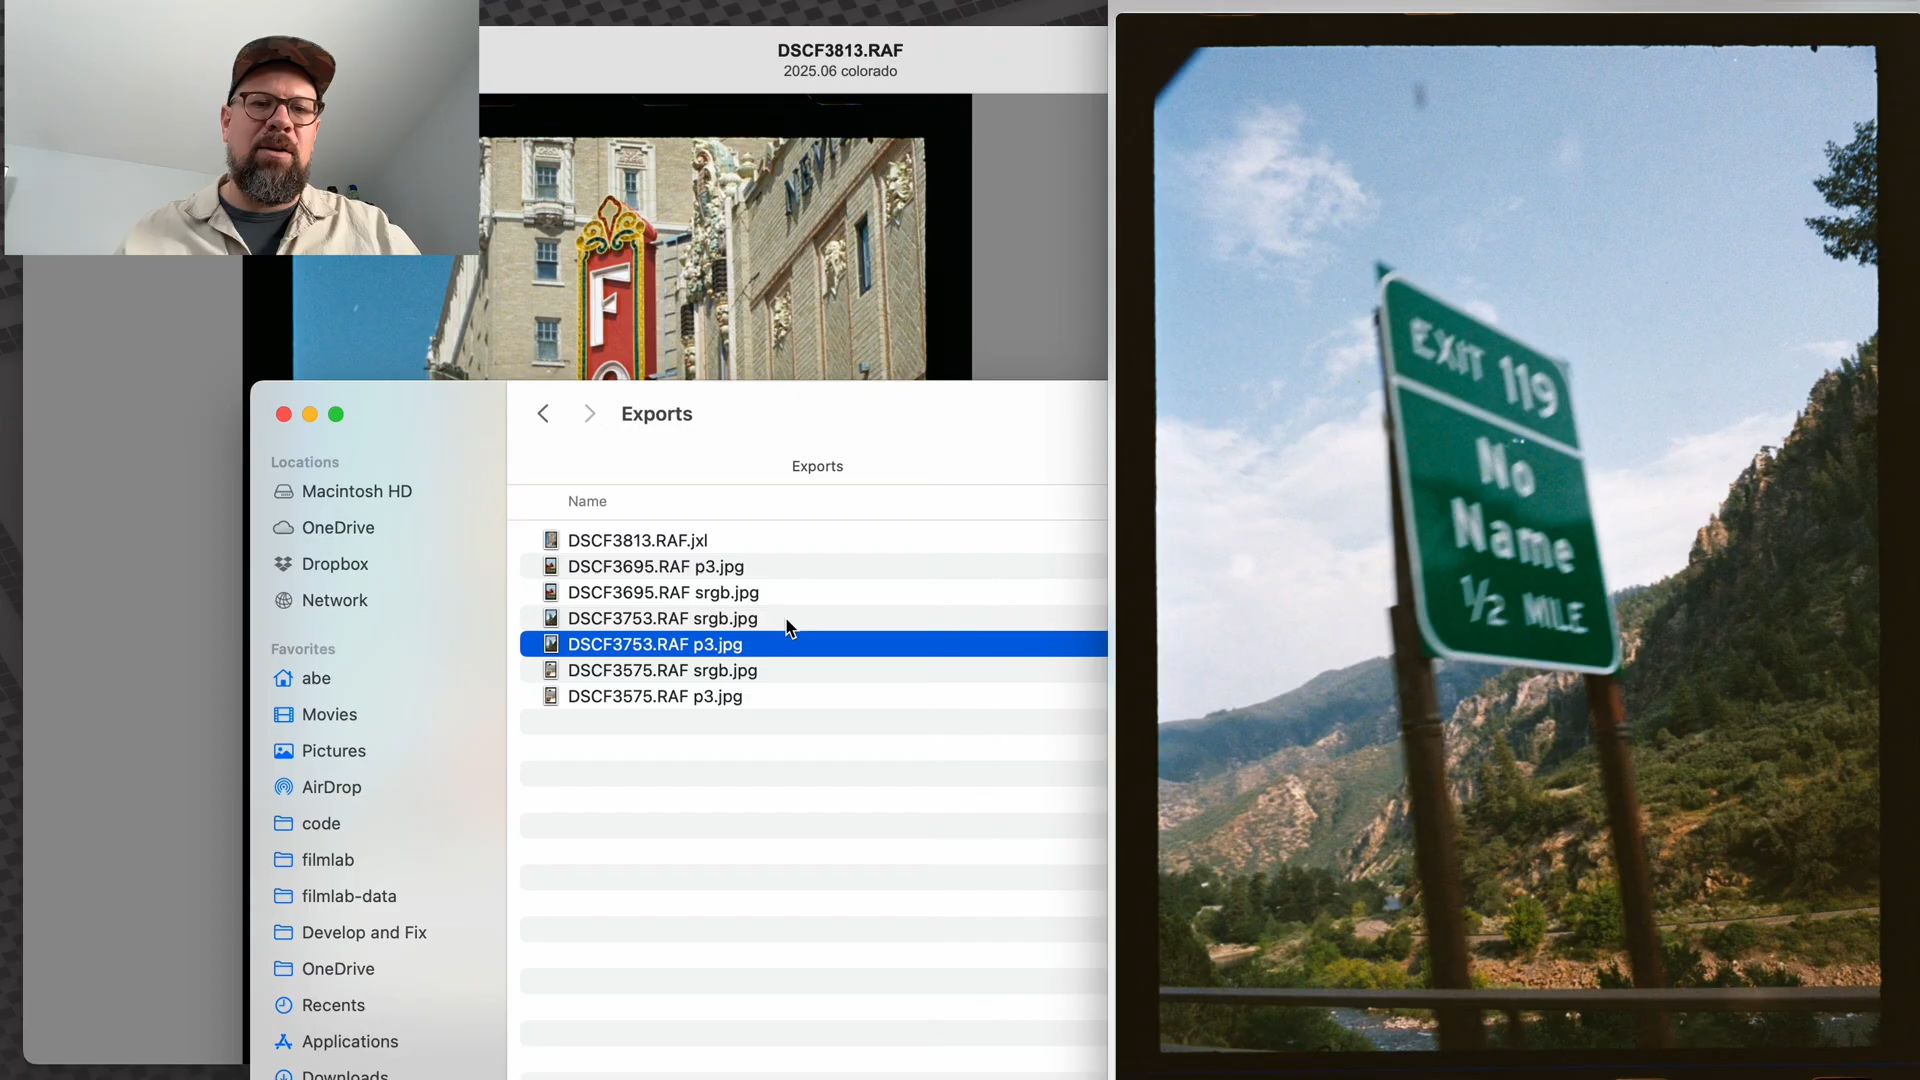 DSCF3813.RAF
2025.06 colorado
NEV
F
Exports
Exports
Name
DSCF3813.RAF.jxl
DSCF3695.RAF p3.jpg
DSCF3695.RAF srgb.jpg
DSCF3753.RAF srgb.jpg
DSCF3753.RAF p3.jpg
DSCF3575.RAF srgb.jpg
DSCF3575.RAF p3.jpg
Locations
Macintosh HD
OneDrive
Dropbox
Network
Favorites
abe
Movies
Pictures
AirDrop
code
filmlab
filmlab-data
Develop and Fix
OneDrive
Recents
Applications
Downloads
EXIT 119
No
Name
1/2 MILE